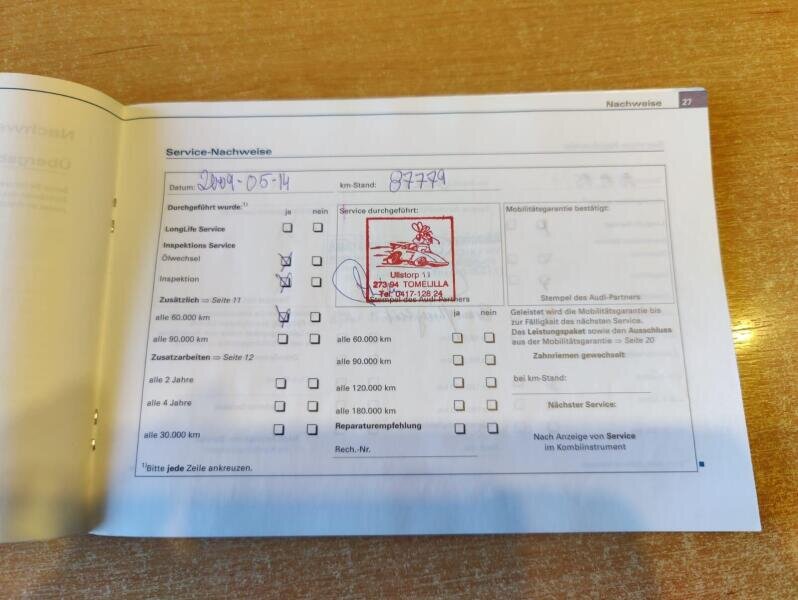 Nachweise 27
Service-Nachweise
Datum: 2009-05-14 km-Stand: 87779
Durchgeführt wurde:1) ja nein
LongLife Service
Inspektions Service
Ölwechsel
Inspektion
Zusätzlich ⇒ Seite 11
alle 60.000 km
alle 90.000 km
Zusatzarbeiten ⇒ Seite 12
alle 2 Jahre
alle 4 Jahre
alle 30.000 km
1)Bitte jede Zeile ankreuzen.
Service durchgeführt:
Ullstorp 11
273 94 TOMELILLA
Tel. 0417-128 24
Stempel des Audi-Partners
ja nein
alle 60.000 km
alle 90.000 km
alle 120.000 km
alle 180.000 km
Reparaturempfehlung
Rech.-Nr.
Mobilitätsgarantie bestätigt:
Stempel des Audi-Partners
Geleistet wird die Mobilitätsgarantie bis
zur Fälligkeit des nächsten Service.
Das Leistungspaket sowie den Ausschluss
aus der Mobilitätsgarantie ⇒ Seite 20
Zahnriemen gewechselt
bei km-Stand:
Nächster Service:
Nach Anzeige von Service
im Kombiinstrument